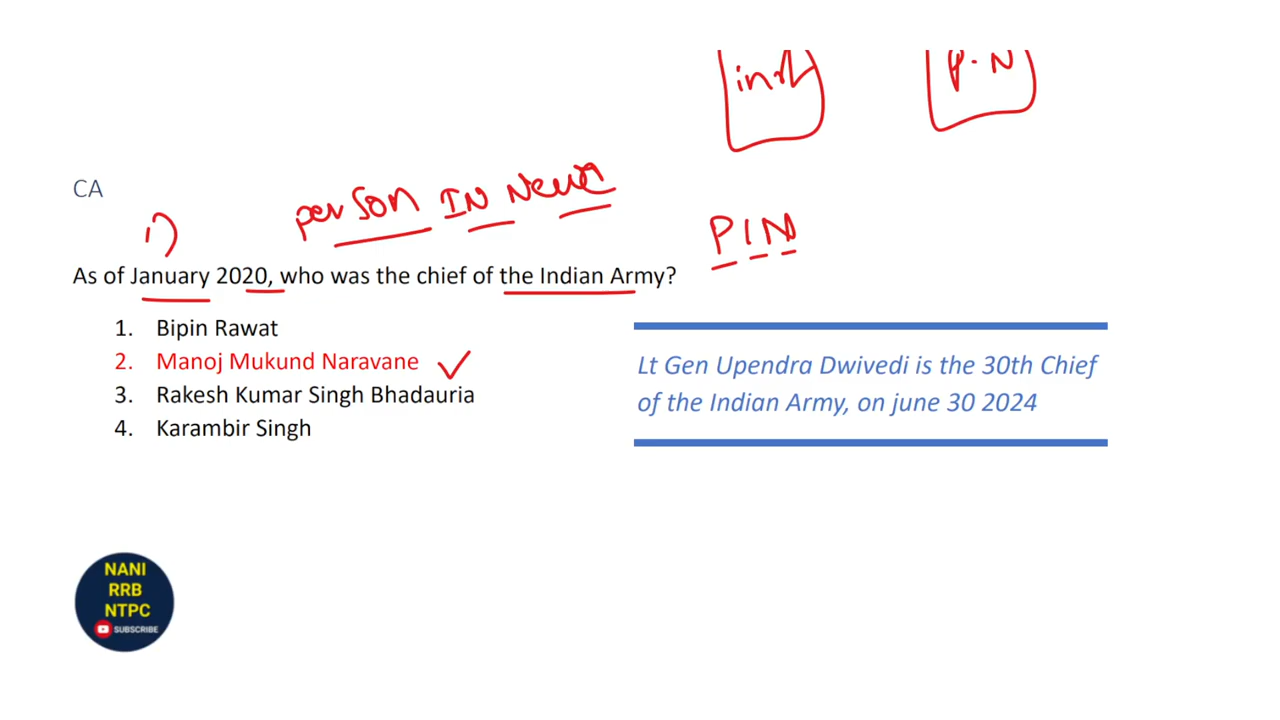 P.N
CA
person IN News
PIN
1)
As of January 2020, who was the chief of the Indian Army?
1. Bipin Rawat
2. Manoj Mukund Naravane
3. Rakesh Kumar Singh Bhadauria
4. Karambir Singh
Lt Gen Upendra Dwivedi is the 30th Chief
of the Indian Army, on june 30 2024
NANI
RRB
NTPC
SUBSCRIBE